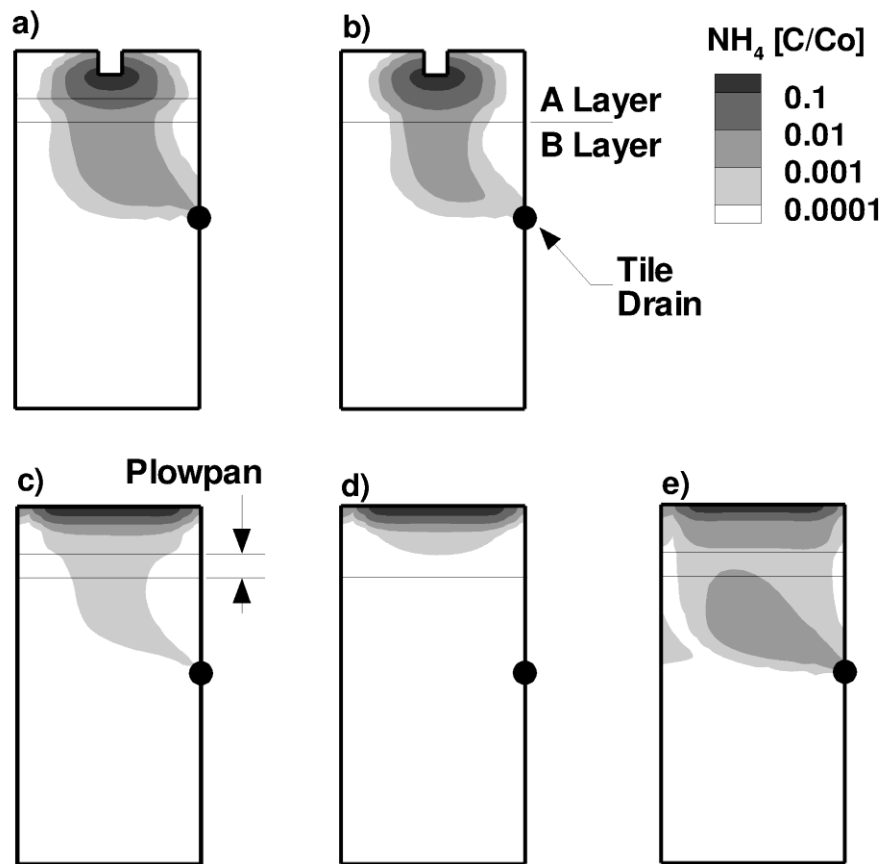 a)
b)
NH4 [C/Co]
0.1
0.01
0.001
0.0001
A Layer
B Layer
Tile
Drain
c)
Plowpan
d)
e)